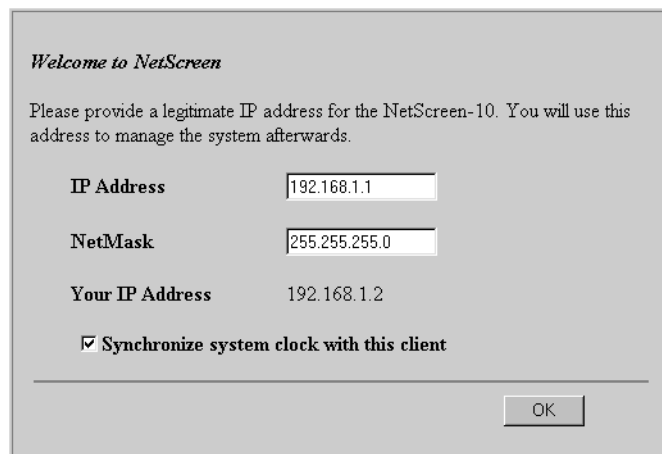 Welcome to NetScreen
Please provide a legitimate IP address for the NetScreen-10. You will use this
address to manage the system afterwards.
IP Address 192.168.1.1
NetMask 255.255.255.0
Your IP Address 192.168.1.2
Synchronize system clock with this client
OK